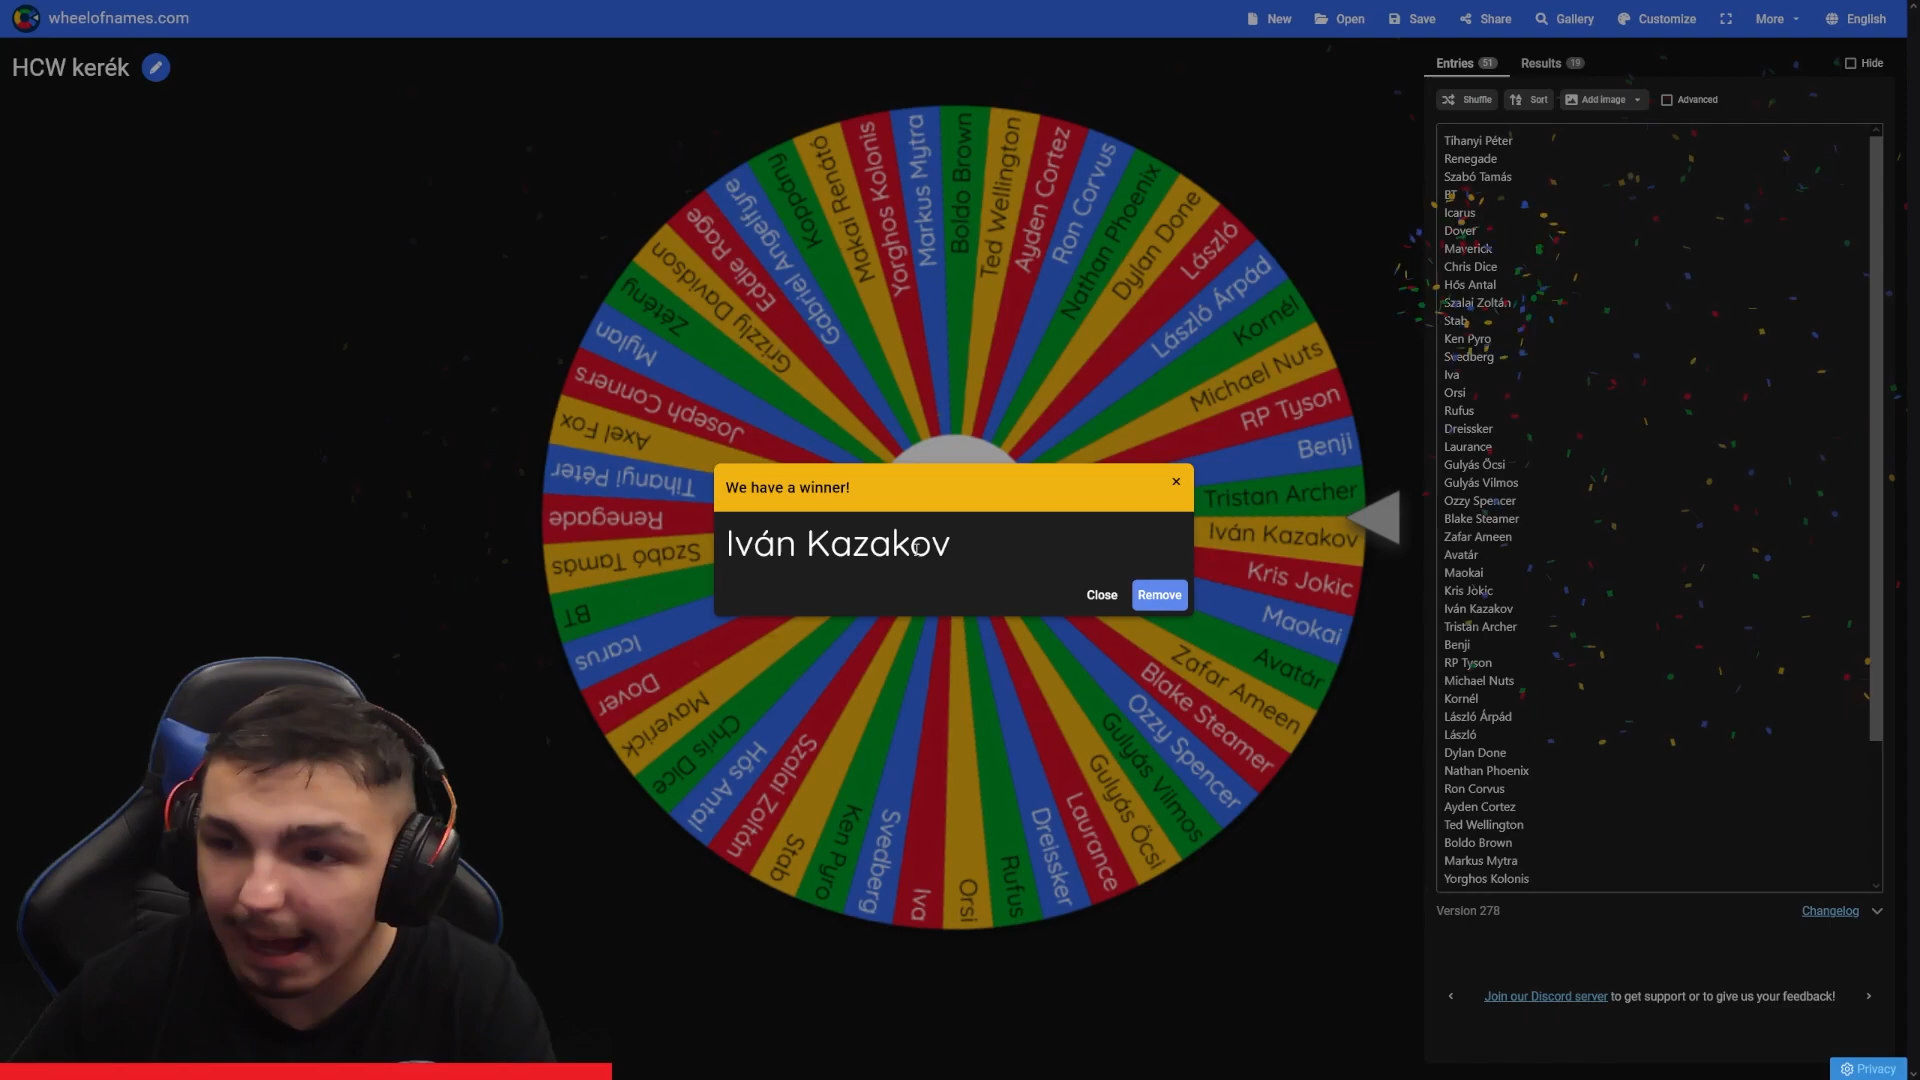 wheelofnames.com
New
Open
Save
Share
Gallery
Customize
More
English
HCW kerék
Entries 51
Results 19
Hide
Shuffle
Sort
Add image
Advanced
Tihanyi Péter
Renegade
Szabó Tamás
BT
Icarus
Dover
Maverick
Chris Dice
Hős Antal
Szalai Zoltán
Stab
Ken Pyro
Svedberg
Iva
Orsi
Rufus
Dreissker
Laurance
Gulyás Öcsi
Gulyás Vilmos
Ozzy Spencer
Blake Steamer
Zafar Ameen
Avatár
Maokai
Kris Jokic
Iván Kazakov
Tristan Archer
Benji
RP Tyson
Michael Nuts
Kornél
László Árpád
László
Dylan Done
Nathan Phoenix
Ron Corvus
Ayden Cortez
Ted Wellington
Boldo Brown
Markus Mytra
Yorghos Kolonis
Version 278
Changelog
Join our Discord server to get support or to give us your feedback!
Privacy
We have a winner!
Iván Kazakov
Close
Remove
Boldo Brown
Ted Wellington
Ayden Cortez
Ron Corvus
Nathan Phoenix
Dylan Done
László
László Árpád
Kornél
Michael Nuts
RP Tyson
Benji
Tristan Archer
Iván Kazakov
Kris Jokic
Maokai
Avatár
Zafar Ameen
Blake Steamer
Ozzy Spencer
Gulyás Vilmos
Gulyás Öcsi
Laurance
Dreissker
Rufus
Orsi
Iva
Svedberg
Ken Pyro
Stab
Szalai Zoltán
Hős Antal
Chris Dice
Maverick
Dover
Icarus
BT
Szabó Tamás
Renegade
Tihanyi Péter
Axel Fox
Joseph Conners
Mylan
Zétény
Grizzly Davidson
Eddie Rage
Gabriel Angelfyre
Koppány
Makai Renátó
Yorghos Kolonis
Markus Mytra